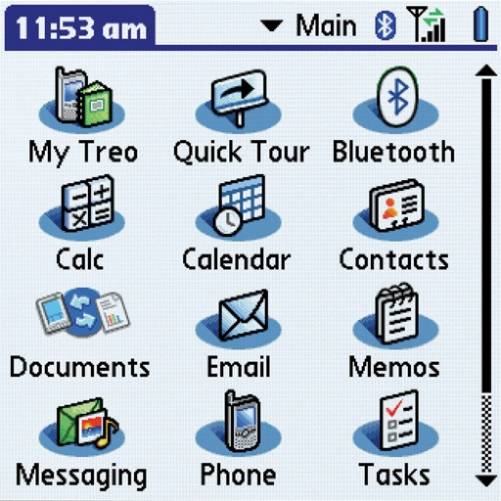 11:53 am
Main
My Treo
Quick Tour
Bluetooth
Calc
Calendar
Contacts
Documents
Email
Memos
Messaging
Phone
Tasks